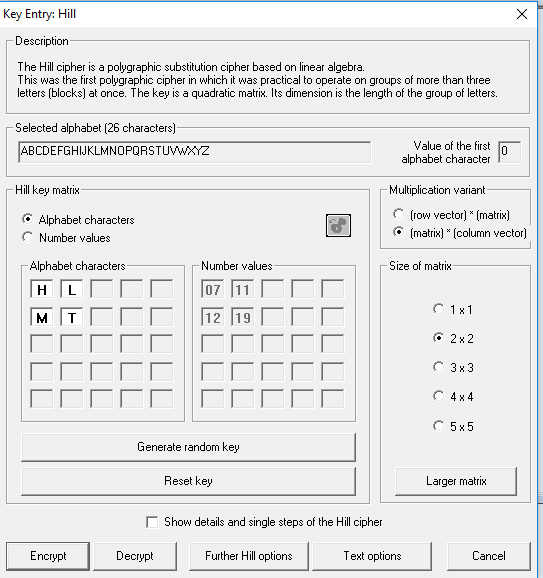 Key Entry: Hill
Description
The Hill cipher is a polygraphic substitution cipher based on linear algebra.
This was the first polygraphic cipher in which it was practical to operate on groups of more than three
letters (blocks) at once. The key is a quadratic matrix. Its dimension is the length of the group of letters.
Selected alphabet (26 characters)
ABCDEFGHIJKLMNOPQRSTUVWXYZ
Value of the first
alphabet character
0
Hill key matrix
Alphabet characters
Number values
Multiplication variant
(row vector) * (matrix)
(matrix) * (column vector)
Alphabet characters
H L
M T
Number values
07 11
12 19
Size of matrix
1 x 1
2 x 2
3 x 3
4 x 4
5 x 5
Generate random key
Reset key
Larger matrix
Show details and single steps of the Hill cipher
Encrypt
Decrypt
Further Hill options
Text options
Cancel